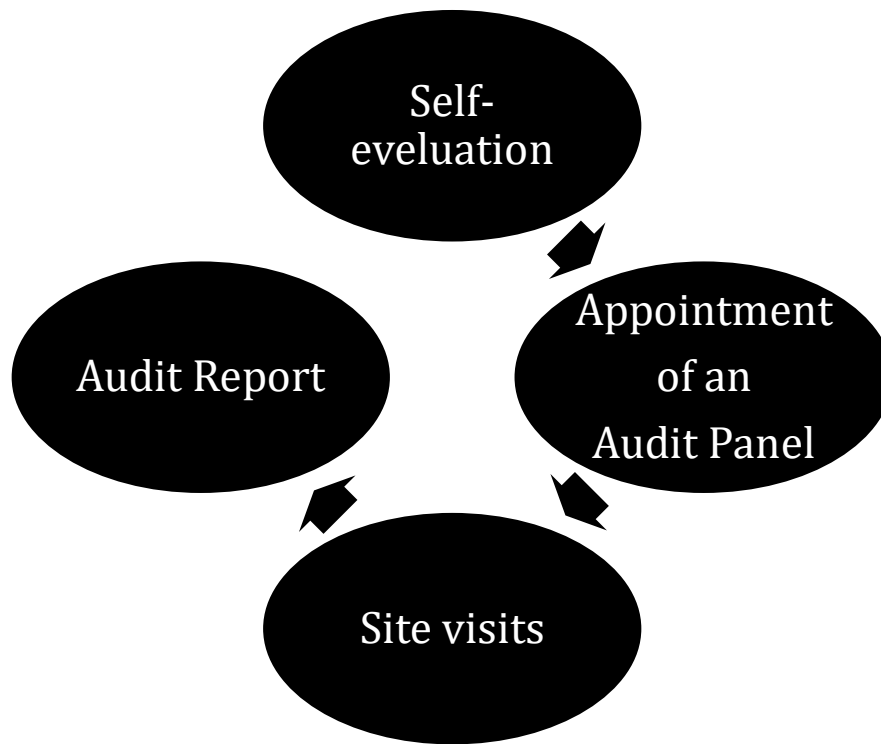 Self-
eveluation
Appointment
of an
Audit Panel
Site visits
Audit Report